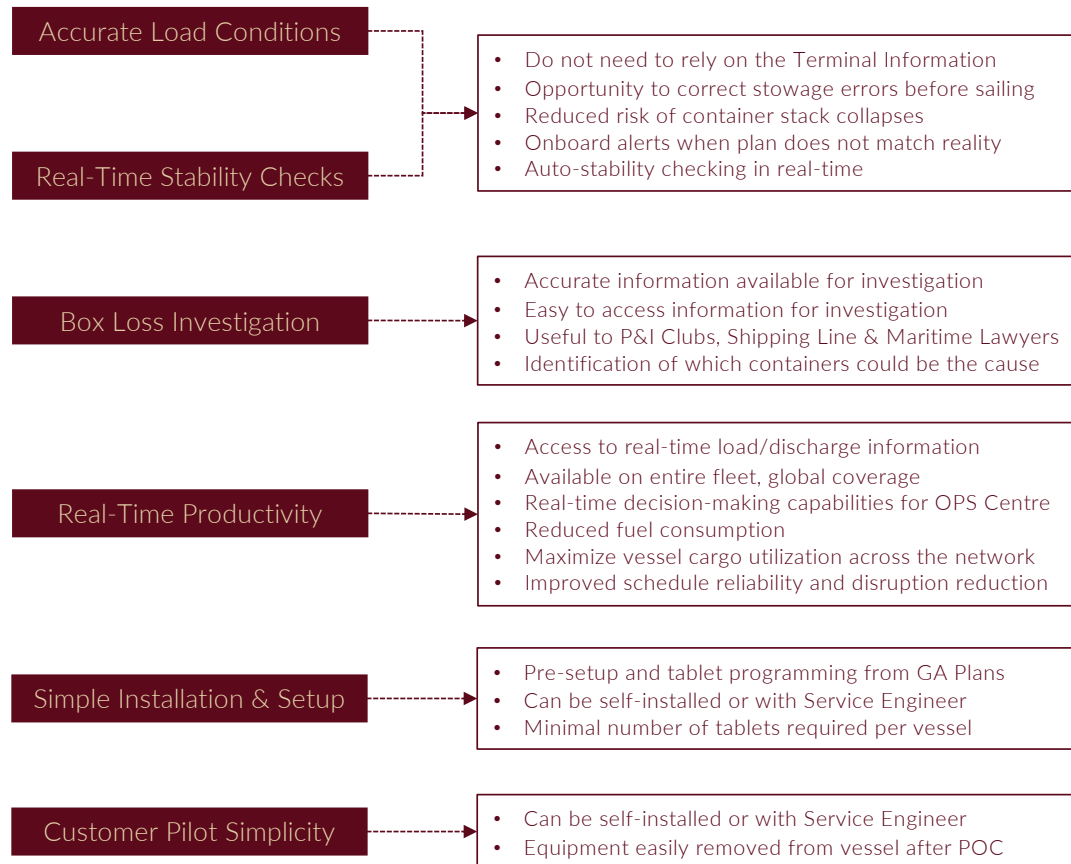 Accurate Load Conditions
Real-Time Stability Checks
• Do not need to rely on the Terminal Information
• Opportunity to correct stowage errors before sailing
• Reduced risk of container stack collapses
• Onboard alerts when plan does not match reality
• Auto-stability checking in real-time
Box Loss Investigation
• Accurate information available for investigation
• Easy to access information for investigation
• Useful to P&I Clubs, Shipping Line & Maritime Lawyers
• Identification of which containers could be the cause
Real-Time Productivity
• Access to real-time load/discharge information
• Available on entire fleet, global coverage
• Real-time decision-making capabilities for OPS Centre
• Reduced fuel consumption
• Maximize vessel cargo utilization across the network
• Improved schedule reliability and disruption reduction
Simple Installation & Setup
• Pre-setup and tablet programming from GA Plans
• Can be self-installed or with Service Engineer
• Minimal number of tablets required per vessel
Customer Pilot Simplicity
• Can be self-installed or with Service Engineer
• Equipment easily removed from vessel after POC